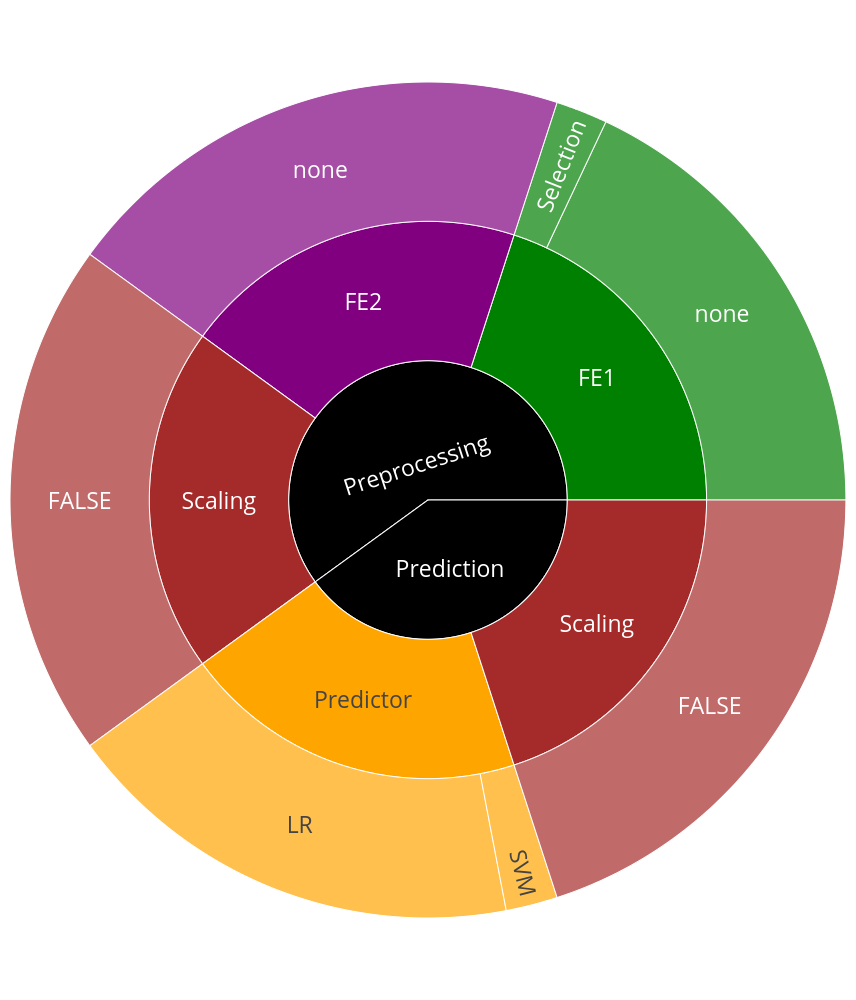 Selection
none
none
FE2
FE1
Preprocessing
FALSE
Scaling
Prediction
Scaling
Predictor
FALSE
LR
SVM